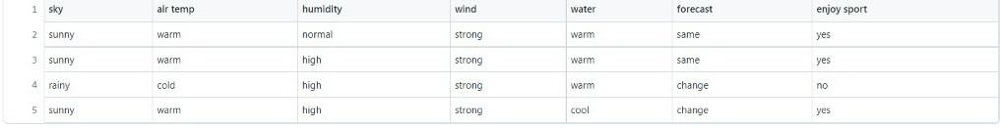 1 sky air temp humidity wind water forecast enjoy sport
2 sunny warm normal strong warm same yes
3 sunny warm high strong warm same yes
4 rainy cold high strong warm change no
5 sunny warm high strong cool change yes